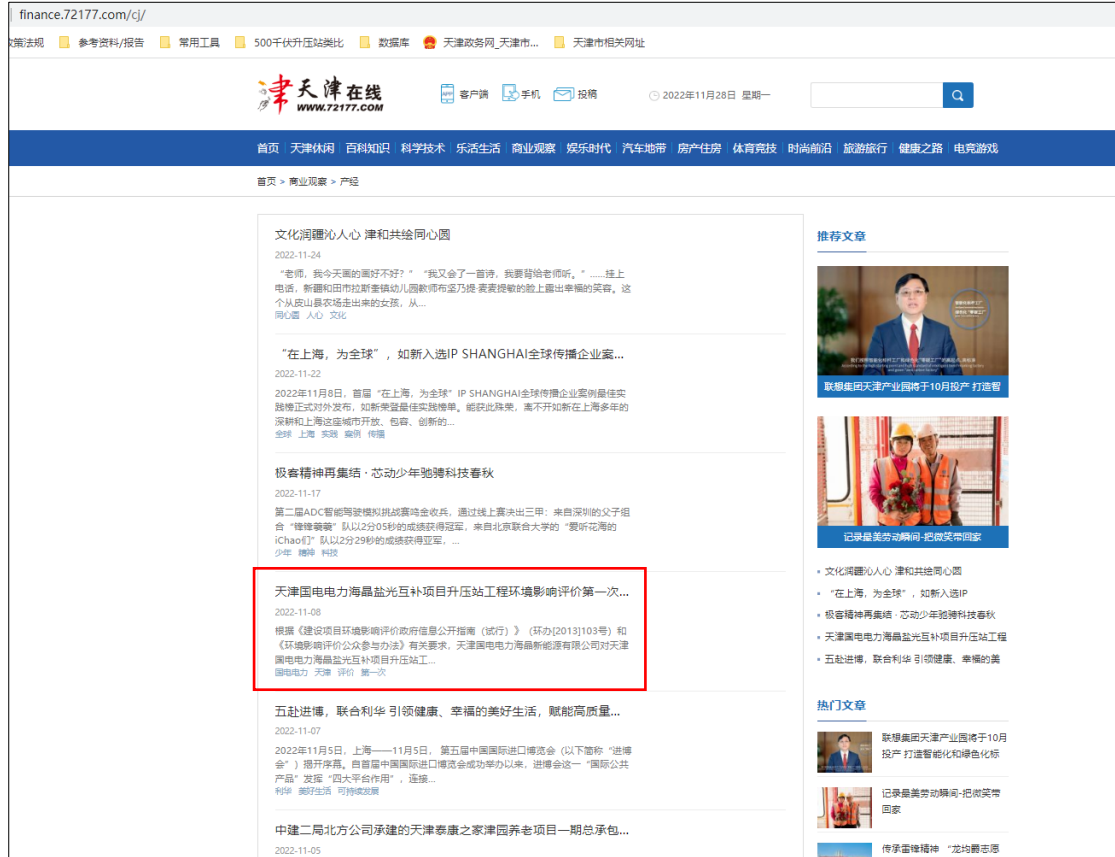 finance.72177.com/cj/
策法规 参考资料/报告 常用工具 500千伏升压站类比 数据库 天津政务网_天津市... 天津市相关网址
津 天津在线
WWW.72177.COM
APP 客户端 手机 投稿 2022年11月28日 星期一
首页 天津休闲 百科知识 科学技术 乐活生活 商业观察 娱乐时代 汽车地带 房产住房 体育竞技 时尚前沿 旅游旅行 健康之路 电竞游戏
首页 > 商业观察 > 产经
文化润疆沁人心 津和共绘同心圆
2022-11-24
“老师，我今天画的画好不好？” “我又会了一首诗，我要背给老师听。”......挂上
电话，新疆和田市拉斯奎镇幼儿园教师布坚乃提·麦麦提敏的脸上露出幸福的笑容。这
个从皮山县农场走出来的女孩，从...
同心圆 人心 文化
“在上海，为全球”，如新入选IP SHANGHAI全球传播企业案...
2022-11-22
2022年11月8日，首届“在上海，为全球”IP SHANGHAI全球传播企业案例最佳实
践榜正式对外发布，如新荣登最佳实践榜单。能获此殊荣，离不开如新在上海多年的
深耕和上海这座城市开放、包容、创新的...
全球 上海 实践 案例 传播
极客精神再集结 · 芯动少年驰骋科技春秋
2022-11-17
第二届ADC智能驾驶模拟挑战赛鸣金收兵，通过线上赛决出三甲：来自深圳的父子组
合“锋锋羲羲”队以2分05秒的成绩获得冠军，来自北京联合大学的“爱听花海的
iChao们”队以2分29秒的成绩获得亚军，...
少年 精神 科技
天津国电电力海晶盐光互补项目升压站工程环境影响评价第一次...
2022-11-08
根据《建设项目环境影响评价政府信息公开指南（试行）》（环办[2013]103号）和
《环境影响评价公众参与办法》有关要求，天津国电电力海晶新能源有限公司对天津
国电电力海晶盐光互补项目升压站工...
国电电力 天津 评价 第一次
五赴进博，联合利华 引领健康、幸福的美好生活，赋能高质量...
2022-11-07
2022年11月5日，上海——11月5日， 第五届中国国际进口博览会（以下简称“进博
会”）揭开序幕。自首届中国国际进口博览会成功举办以来，进博会这一“国际公共
产品”发挥“四大平台作用”，连接...
利华 美好生活 可持续发展
中建二局北方公司承建的天津泰康之家津园养老项目一期总承包...
2022-11-05
推荐文章
联想集团天津产业园将于10月投产 打造智
记录最美劳动瞬间-把微笑带回家
文化润疆沁人心 津和共绘同心圆
“在上海，为全球”，如新入选IP
极客精神再集结 · 芯动少年驰骋科技春秋
天津国电电力海晶盐光互补项目升压站工程
五赴进博，联合利华 引领健康、幸福的美
热门文章
联想集团天津产业园将于10月
投产 打造智能化和绿色化标
记录最美劳动瞬间-把微笑带
回家
传承雷锋精神 “龙均爵志愿